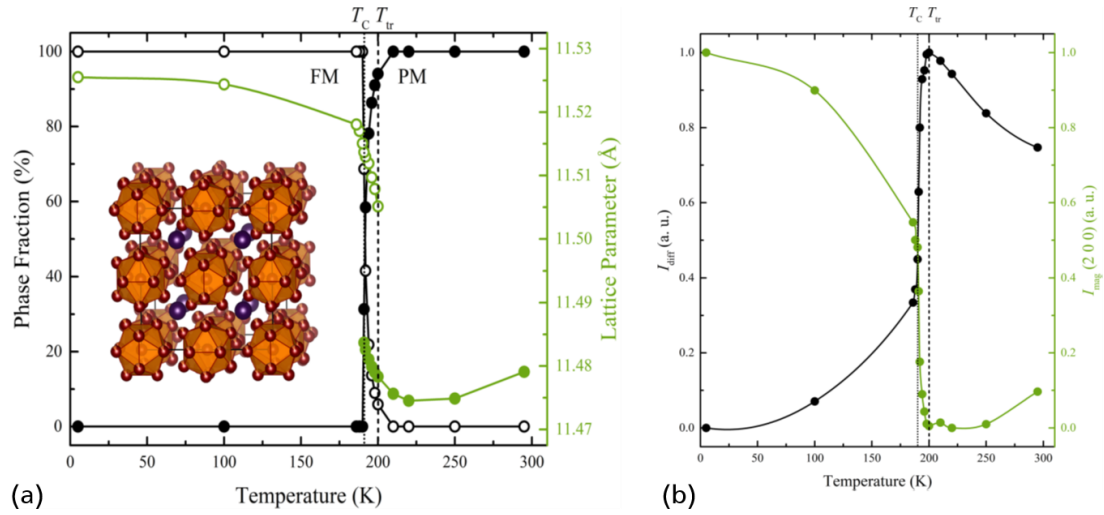 T_C T_tr
100
80
60
40
20
0
Phase Fraction (%)
FM
PM
11.53
11.52
11.51
11.50
11.49
11.48
11.47
Lattice Parameter (Å)
0 50 100 150 200 250 300
Temperature (K)
(a)
T_C T_tr
1.0
0.8
0.6
0.4
0.2
0.0
I_diff (a. u.)
1.0
0.8
0.6
0.4
0.2
0.0
I_mag (2 0 0) (a. u.)
0 50 100 150 200 250 300
Temperature (K)
(b)